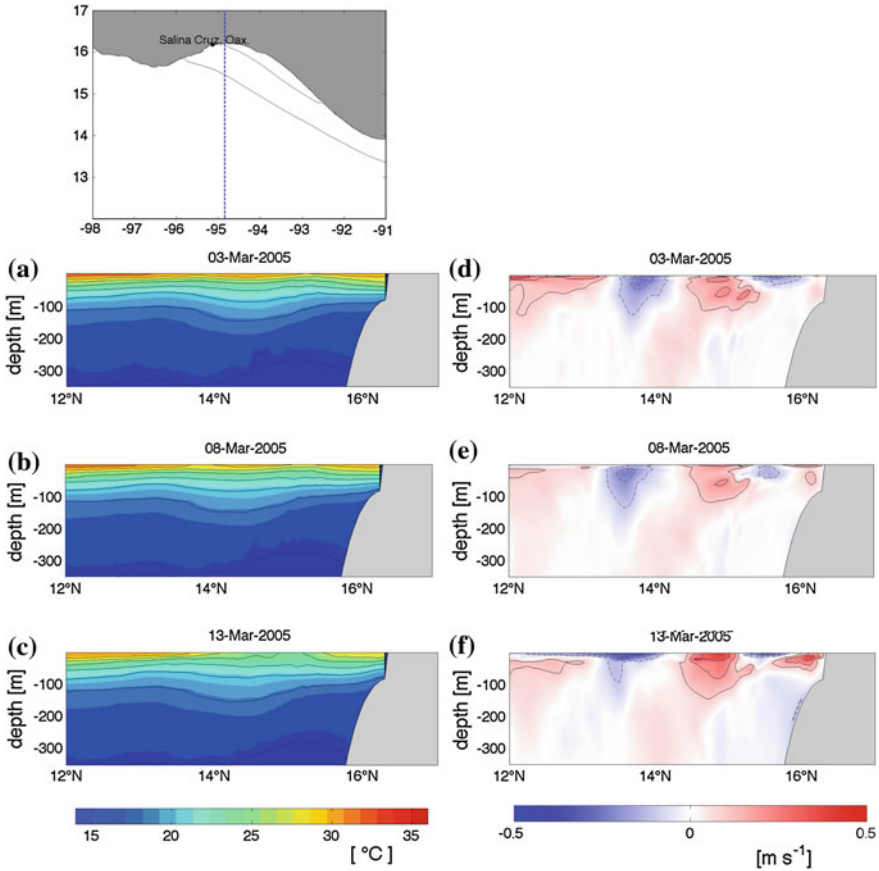 17
16
15
14
13
Salina Cruz, Oax.
-98 -97 -96 -95 -94 -93 -92 -91
(a) 03-Mar-2005
depth [m]
-100
-200
-300
12°N 14°N 16°N
(d) 03-Mar-2005
depth [m]
-100
-200
-300
12°N 14°N 16°N
(b) 08-Mar-2005
depth [m]
-100
-200
-300
12°N 14°N 16°N
(e) 08-Mar-2005
depth [m]
-100
-200
-300
12°N 14°N 16°N
(c) 13-Mar-2005
depth [m]
-100
-200
-300
12°N 14°N 16°N
(f) 13-Mar-2005
depth [m]
-100
-200
-300
12°N 14°N 16°N
15 20 25 30 35
[ °C]
-0.5 0 0.5
[m s⁻¹]